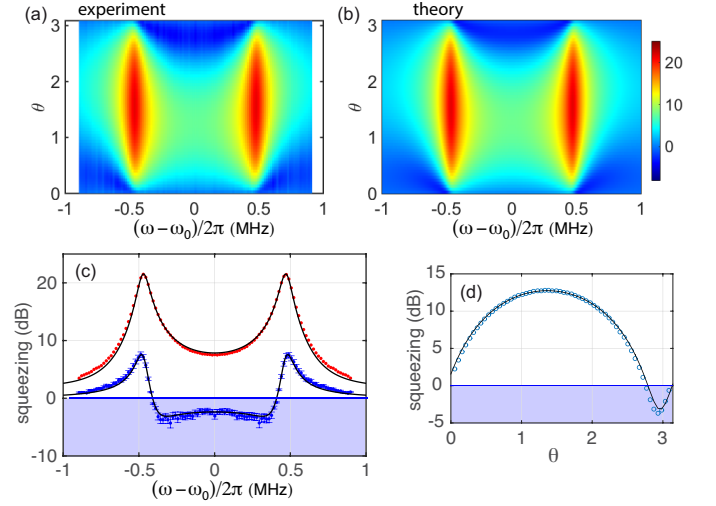 (a) experiment
(b) theory
3
2
θ
1
0
-1 -0.5 0 0.5 1
(ω – ω₀)/2π (MHz)
3
2
θ
1
0
-1 -0.5 0 0.5 1
(ω – ω₀)/2π (MHz)
20
10
0
(c)
20
10
0
-10
squeezing (dB)
-1 -0.5 0 0.5 1
(ω – ω₀)/2π (MHz)
(d)
15
10
5
0
-5
squeezing (dB)
0 1 2 3
θ